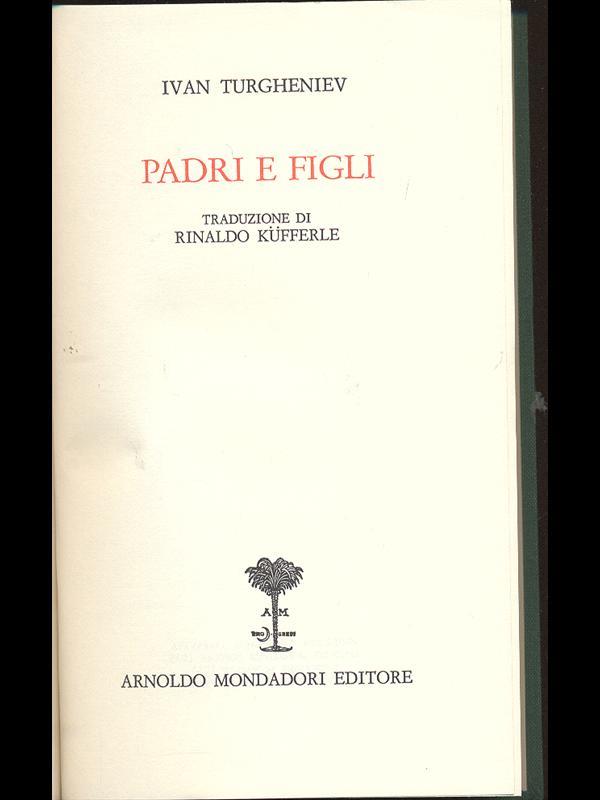 IVAN TURGHENIEV
PADRI E FIGLI
TRADUZIONE DI
RINALDO KÜFFERLE
A M
ARNOLDO MONDADORI EDITORE